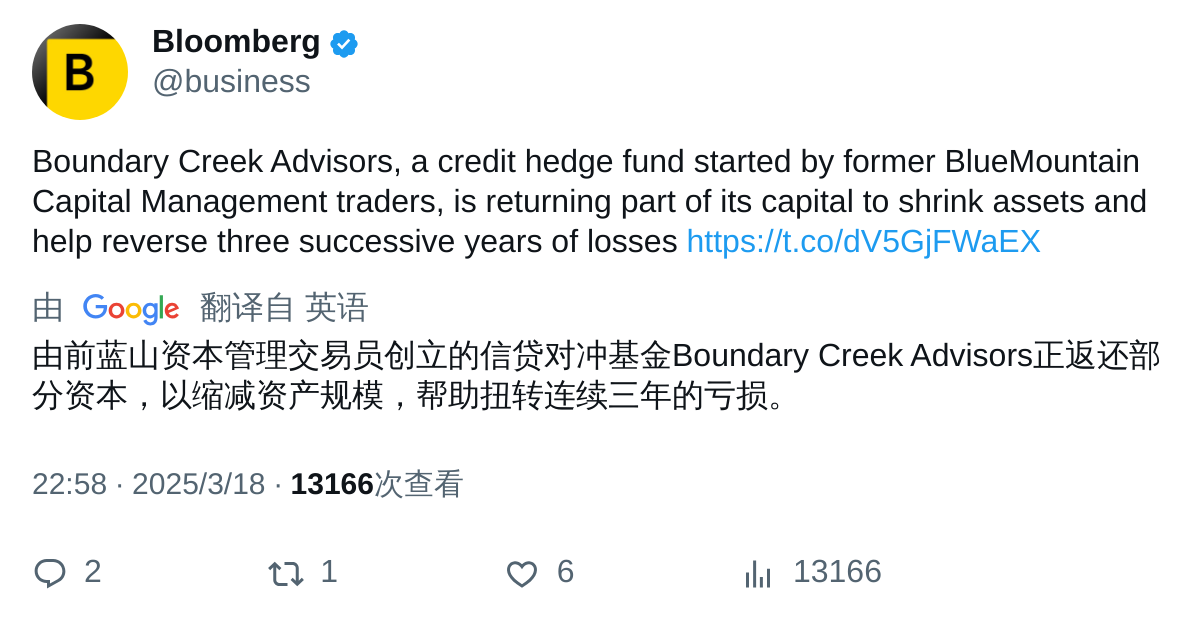 B
Bloomberg
@business
Boundary Creek Advisors, a credit hedge fund started by former BlueMountain
Capital Management traders, is returning part of its capital to shrink assets and
help reverse three successive years of losses https://t.co/dV5GjFWaEX
由 Google 翻译自 英语
由前蓝山资本管理交易员创立的信贷对冲基金Boundary Creek Advisors正返还部
分资本，以缩减资产规模，帮助扭转连续三年的亏损。
22:58 · 2025/3/18 · 13166次查看
2 1 6 13166